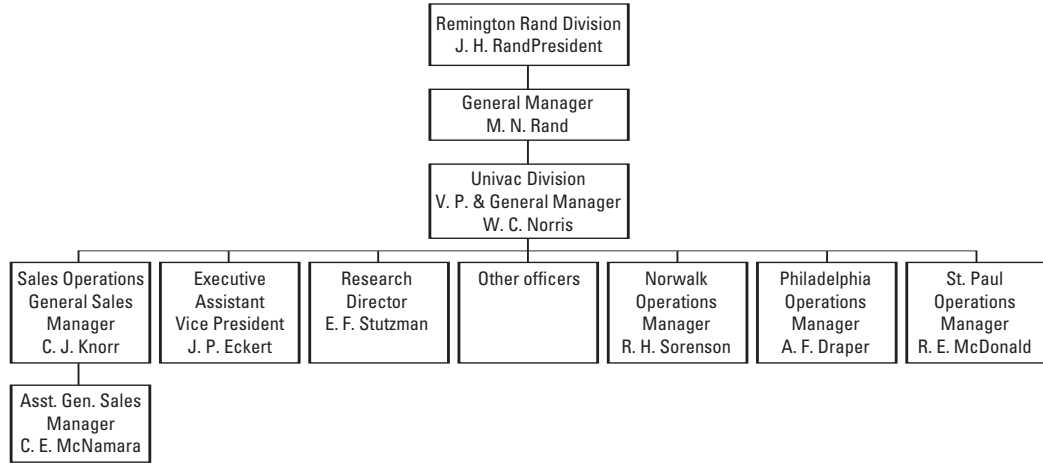 Remington Rand Division
J. H. RandPresident
General Manager
M. N. Rand
Univac Division
V. P. & General Manager
W. C. Norris
Sales Operations
General Sales
Manager
C. J. Knorr
Executive
Assistant
Vice President
J. P. Eckert
Research
Director
E. F. Stutzman
Other officers
Norwalk
Operations
Manager
R. H. Sorenson
Philadelphia
Operations
Manager
A. F. Draper
St. Paul
Operations
Manager
R. E. McDonald
Asst. Gen. Sales
Manager
C. E. McNamara